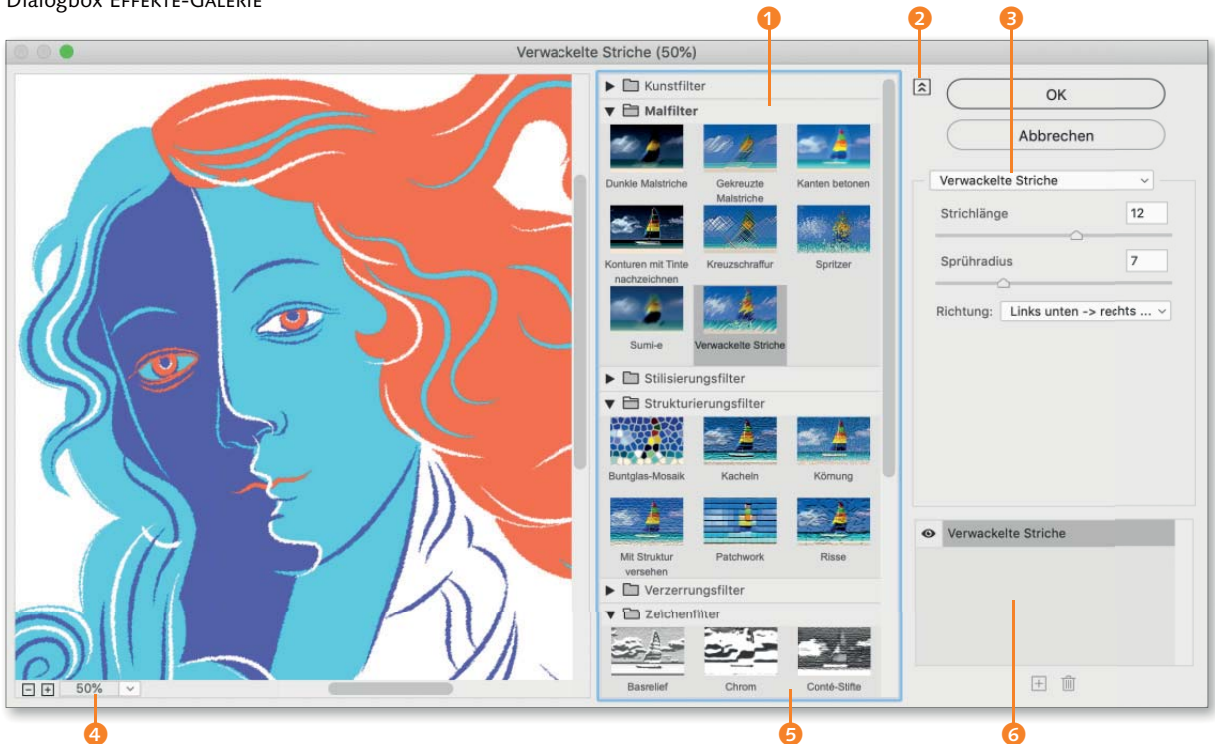 Dialogbox EFFEKTE-GALERIE
1
2
3
Verwackelte Striche (50%)
Kunstfilter
Malfilter
Dunkle Malstriche
Gekreuzte
Malstriche
Kanten betonen
Konturen mit Tinte
nachzeichnen
Kreuzschraffur
Spritzer
Sumi-e
Verwackelte Striche
Stilisierungsfilter
Strukturierungsfilter
Buntglas-Mosaik
Kacheln
Körnung
Mit Struktur
versehen
Patchwork
Risse
Verzerrungsfilter
Zeichenfilter
Basrelief
Chrom
Conté-Stifte
OK
Abbrechen
Verwackelte Striche
Strichlänge 12
Sprühradius 7
Richtung: Links unten -> rechts ...
Verwackelte Striche
50%
4
5
6